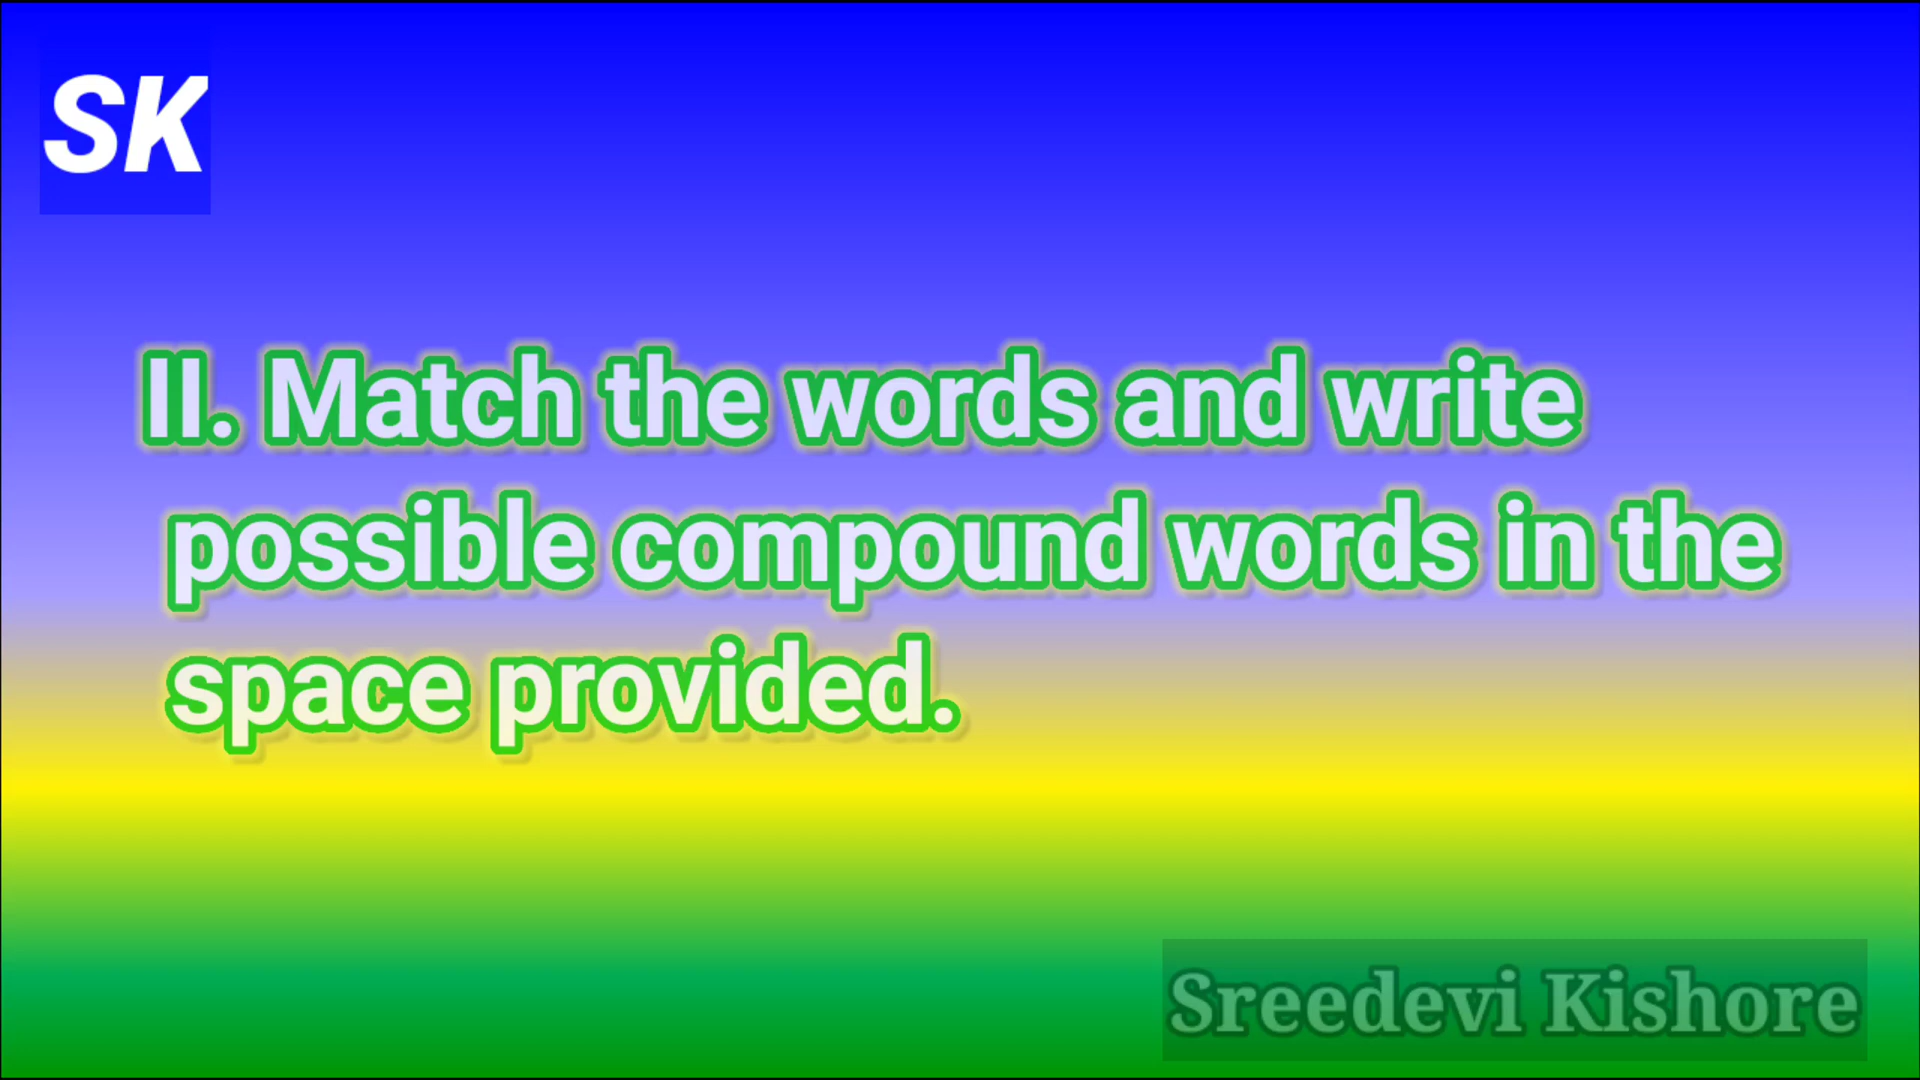 SK
II. Match the words and write
possible compound words in the
space provided.
Sreedevi Kishore